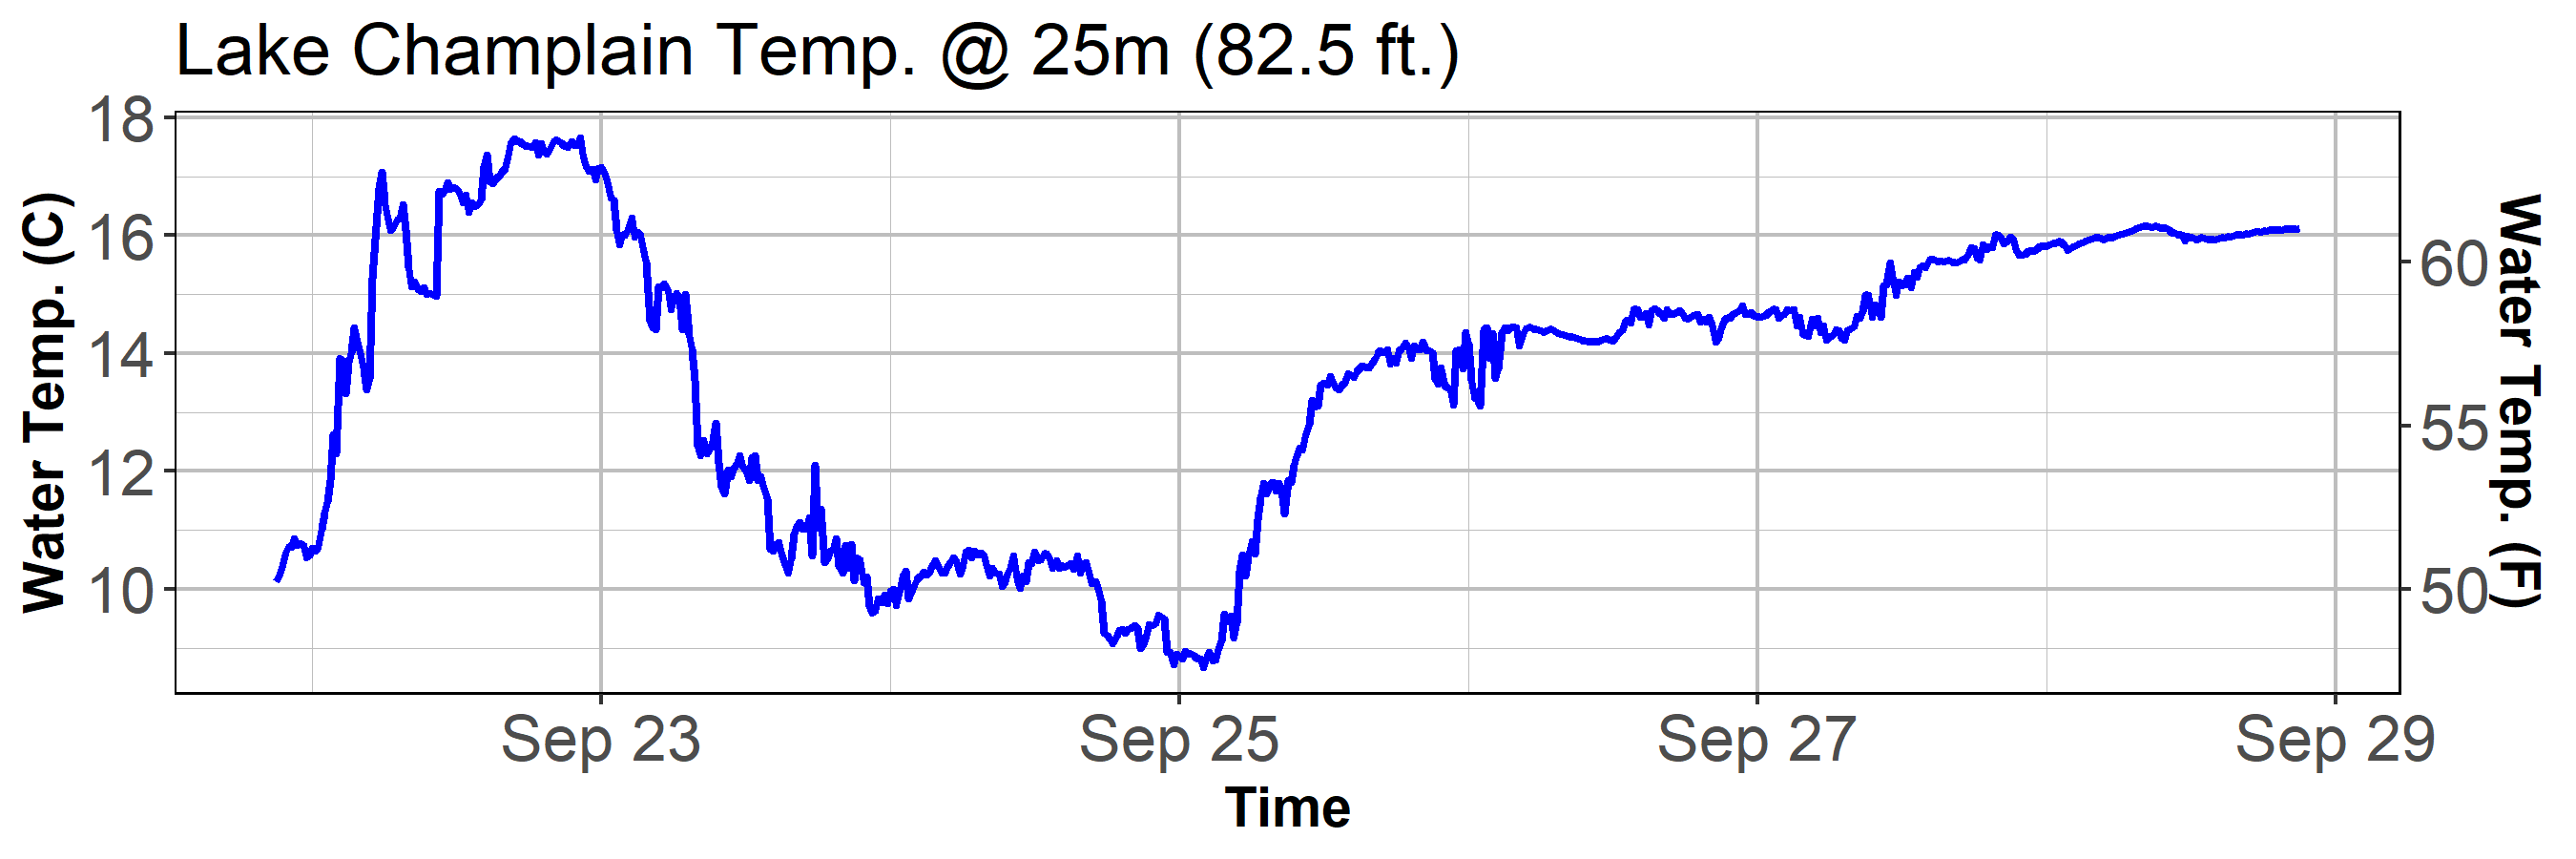 Lake Champlain Temp. @ 25m (82.5 ft.)
Water Temp. (C)
18
16
14
12
10
60
55
50
Water Temp. (F)
Sep 23
Sep 25
Sep 27
Sep 29
Time